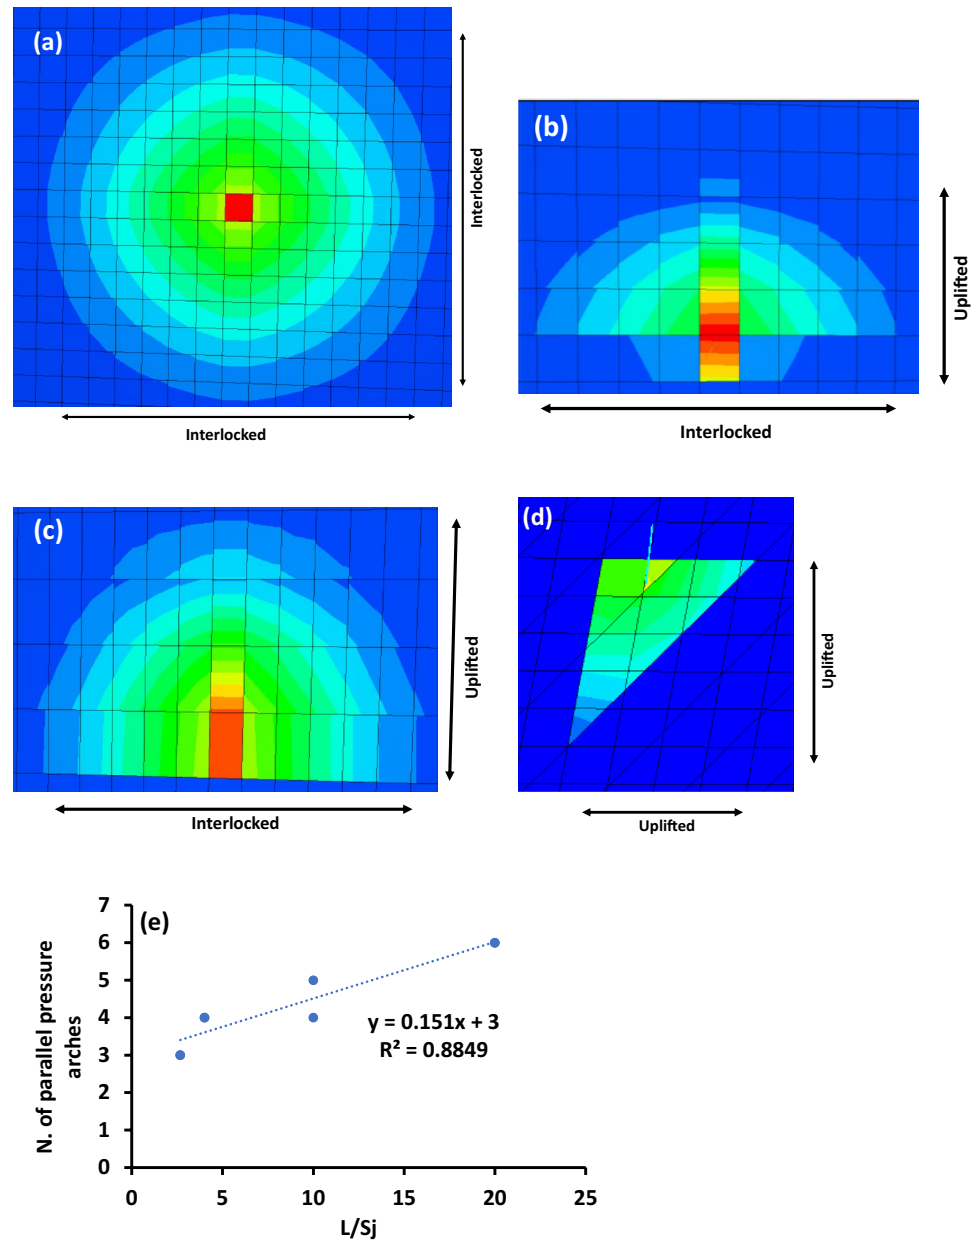 (a)
Interlocked
Interlocked
(b)
Uplifted
Interlocked
(c)
Uplifted
Interlocked
(d)
Uplifted
Uplifted
(e)
N. of parallel pressure
arches
7
6
5
4
3
2
1
0
y = 0.151x + 3
R² = 0.8849
0 5 10 15 20 25
L/Sj